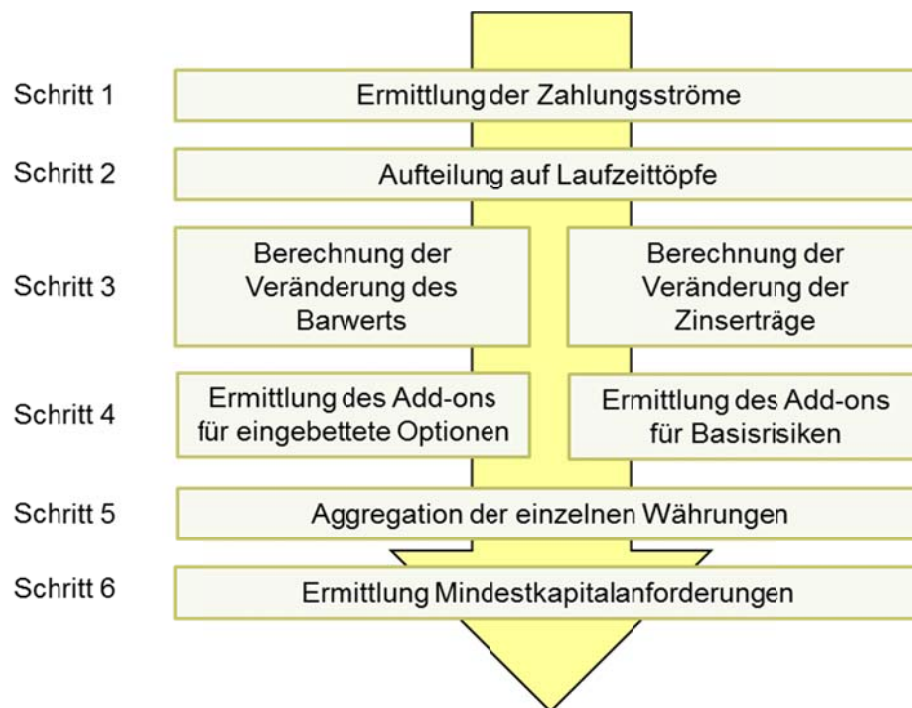 Schritt 1
Ermittlung der Zahlungsströme
Schritt 2
Aufteilung auf Laufzeittöpfe
Schritt 3
Berechnung der
Veränderung des
Barwerts
Berechnung der
Veränderung der
Zinserträge
Schritt 4
Ermittlung des Add-ons
für eingebettete Optionen
Ermittlung des Add-ons
für Basisrisiken
Schritt 5
Aggregation der einzelnen Währungen
Schritt 6
Ermittlung Mindestkapitalanforderungen